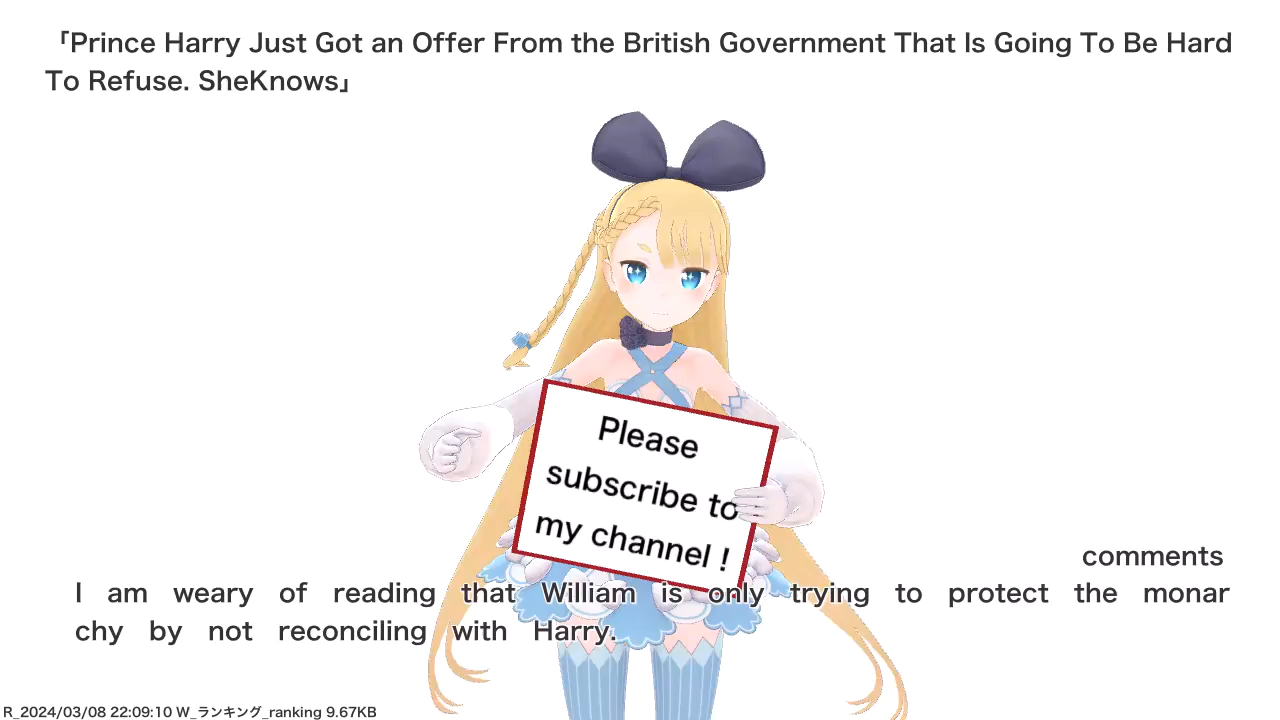 「Prince Harry Just Got an Offer From the British Government That Is Going To Be Hard
To Refuse. SheKnows」
Please
subscribe to
my channel !
comments
I am weary of reading that William is only trying to protect the monar
chy by not reconciling with Harry.
R_2024/03/08 22:09:10 W_ランキング_ranking 9.67KB